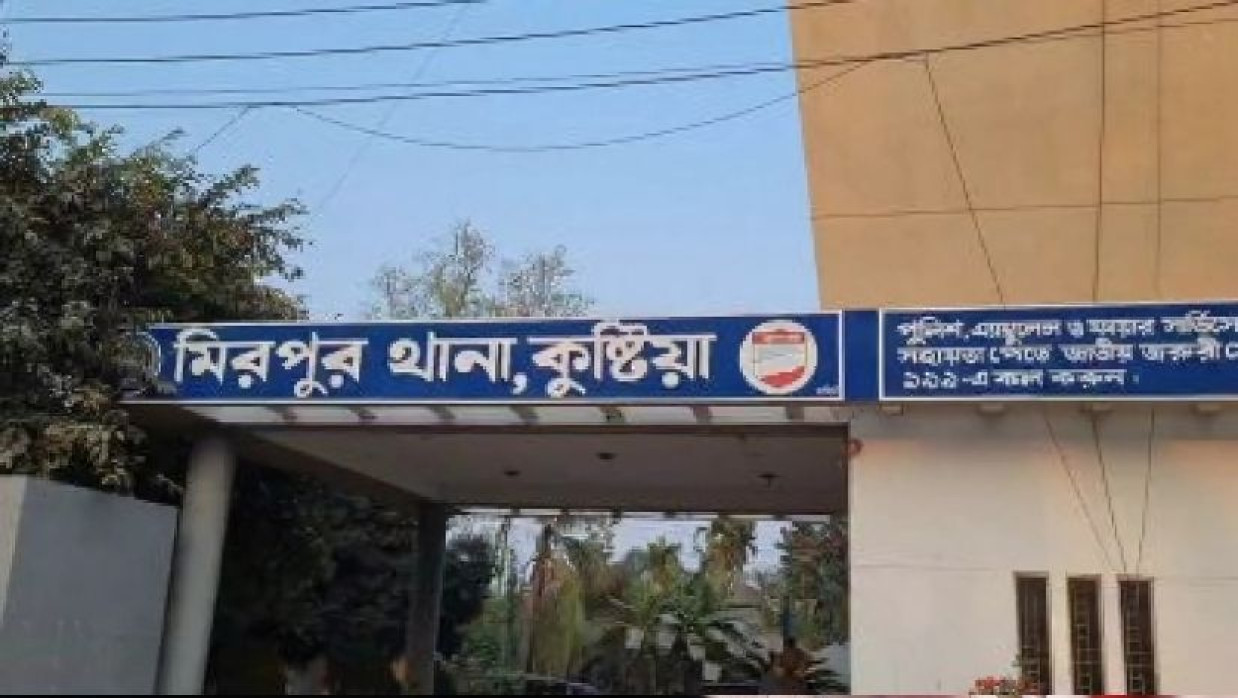 মিরপুর থানা, কুষ্টিয়া
পুলিশ, এ্যাম্বুলেন্স ও ফায়ার সার্ভিসে
সহায়তা পেতে জাতীয় জরুরী
৯৯৯-এ কল করুন।